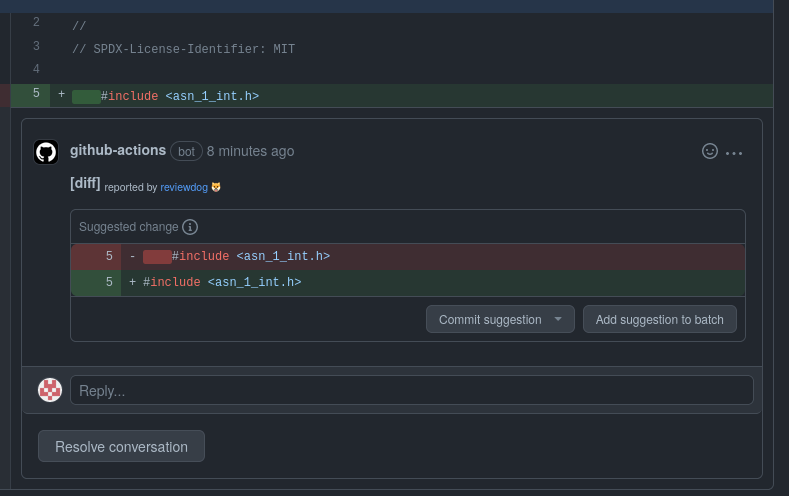 2 //
3 // SPDX-License-Identifier: MIT
4
5 + #include <asn_1_int.h>
github-actions bot 8 minutes ago
[diff] reported by reviewdog 🐶
Suggested change
5 - #include <asn_1_int.h>
5 + #include <asn_1_int.h>
Commit suggestion
Add suggestion to batch
Reply...
Resolve conversation